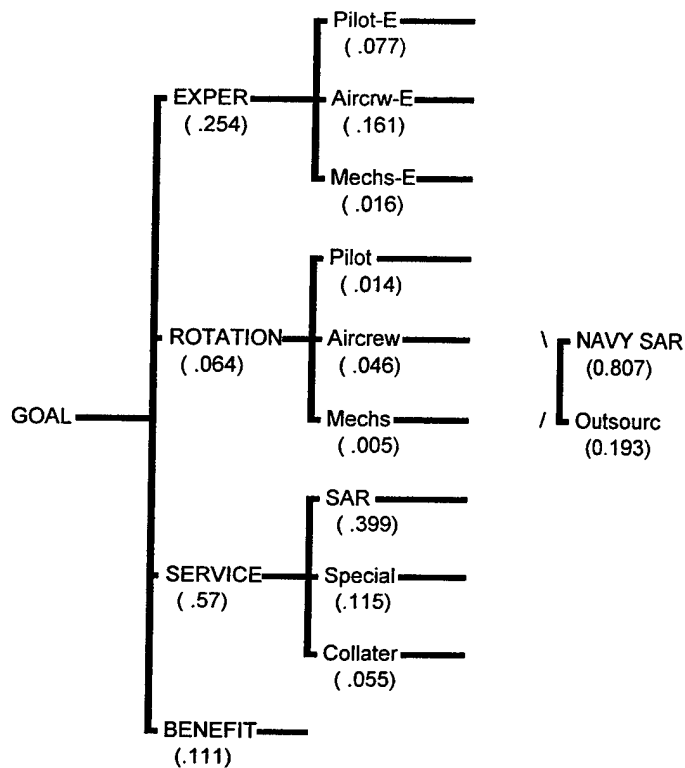 Pilot-E
( .077)
EXPER
( .254)
Aircrw-E
( .161)
Mechs-E
( .016)
Pilot
( .014)
ROTATION
( .064)
Aircrew
( .046)
\ NAVY SAR
(0.807)
GOAL
Mechs
( .005)
/ Outsourc
(0.193)
SAR
( .399)
SERVICE
( .57)
Special
(.115)
Collater
( .055)
BENEFIT
(.111)